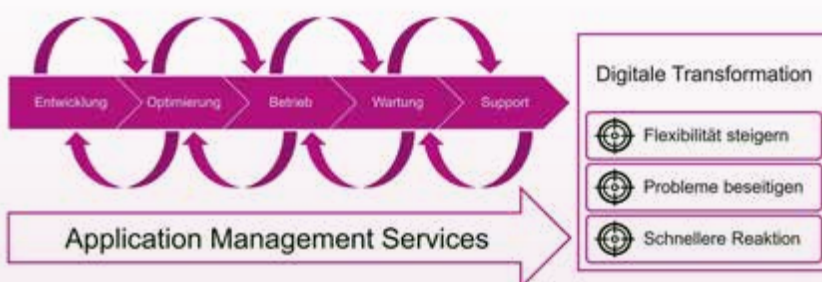 Entwicklung
Optimierung
Betrieb
Wartung
Support
Application Management Services
Digitale Transformation
Flexibilität steigern
Probleme beseitigen
Schnellere Reaktion